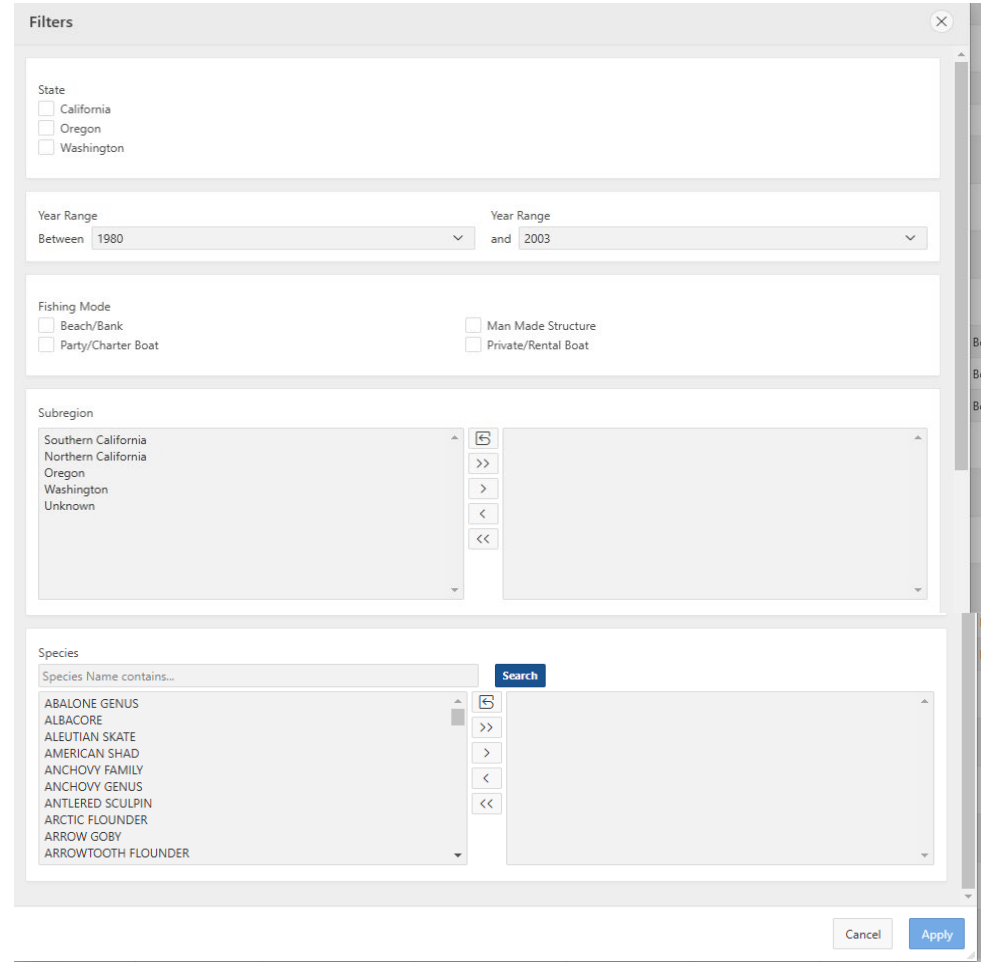 Filters
State
California
Oregon
Washington
Year Range
Between 1980
Year Range
and 2003
Fishing Mode
Beach/Bank
Man Made Structure
Party/Charter Boat
Private/Rental Boat
Subregion
Southern California
Northern California
Oregon
Washington
Unknown
>>
>
<
<<
Species
Species Name contains...
Search
ABALONE GENUS
ALBACORE
ALEUTIAN SKATE
AMERICAN SHAD
ANCHOVY FAMILY
ANCHOVY GENUS
ANTLERED SCULPIN
ARCTIC FLOUNDER
ARROW GOBY
ARROWTOOTH FLOUNDER
>>
>
<
<<
Cancel
Apply